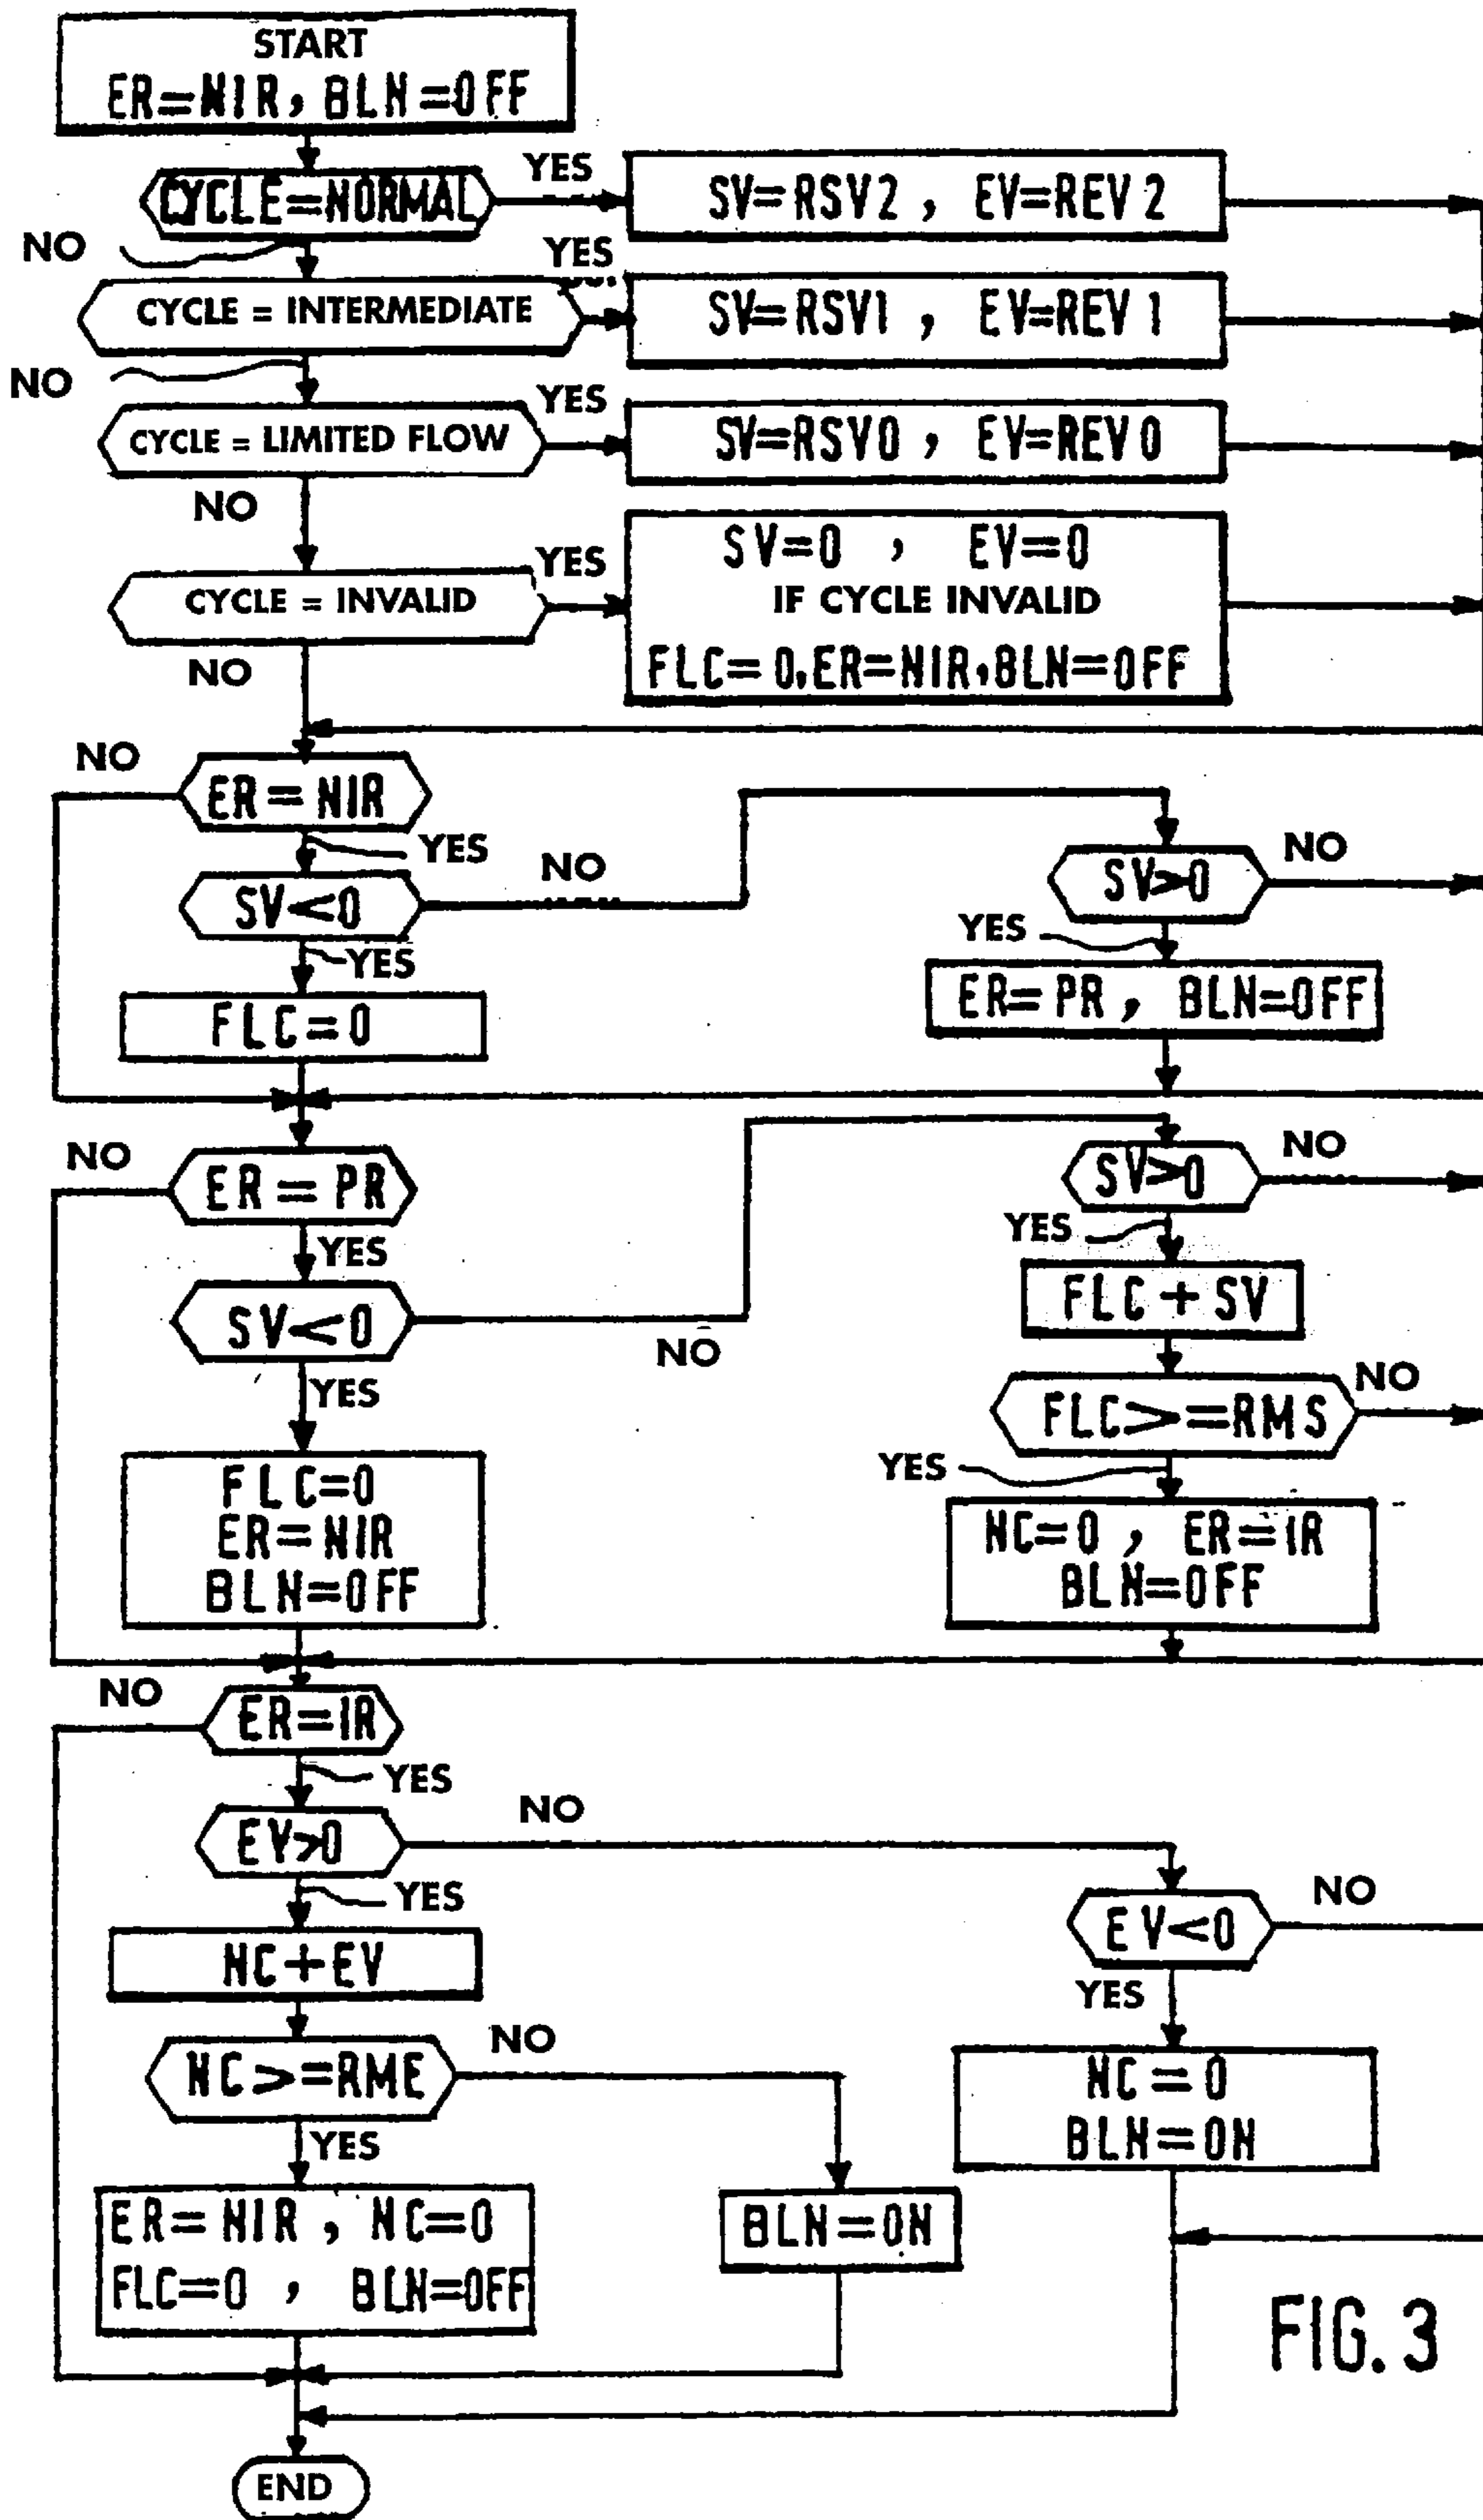 START
ER=NIR, BLN=OFF
YES
CYCLE=NORMAL
SV=RSV2, EV=REV2
NO
YES
CYCLE = INTERMEDIATE
SV=RSV1, EV=REV1
NO
YES
CYCLE = LIMITED FLOW
SV=RSV0, EV=REV0
NO
SV=0, EV=0
YES
CYCLE = INVALID
IF CYCLE INVALID
FLC=0,ER=NIR,BLN=OFF
NO
NO
ER=NIR
YES
NO
NO
SV<0
SV>0
YES
YES
FLC=0
ER=PR, BLN=OFF
NO
NO
ER=PR
SV>0
YES
YES
SV<0
FLC+SV
NO
YES
NO
FLC>=RMS
YES
FLC=0
ER=NIR
BLN=OFF
NC=0, ER=IR
BLN=OFF
NO
ER=IR
YES
NO
EV>0
NO
YES
EV<0
NC+EV
YES
NO
NC>=RME
NC=0
BLN=ON
YES
ER=NIR, NC=0
FLC=0, BLN=OFF
BLN=ON
FIG. 3
END